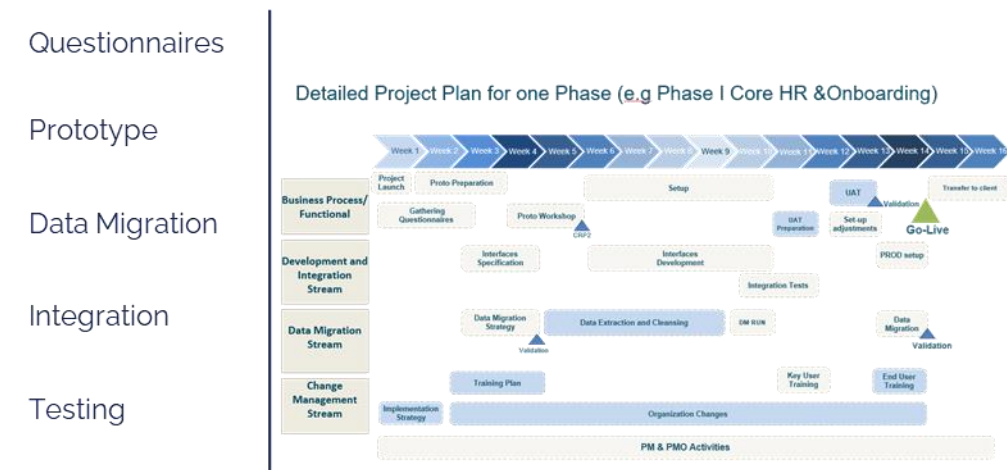 Questionnaires
Prototype
Data Migration
Integration
Testing
Detailed Project Plan for one Phase (e.g Phase I Core HR &Onboarding)
Week 1
Week 2
Week 3
Week 4
Week 5
Week 6
Week 7
Week 8
Week 9
Week 10
Week 11
Week 12
Week 13
Week 14
Week 15
Week 16
Business Process/
Functional
Project
Launch
Proto Preparation
Setup
UAT
Transfer to client
Gathering
Questionnaires
Proto Workshop
CRP2
UAT
Preparation
Set-up
adjustments
Validation
Go-Live
Development and
Integration
Stream
Interfaces
Specification
Interfaces
Development
PROD setup
Integration Tests
Data Migration
Stream
Data Migration
Strategy
Validation
Data Extraction and Cleansing
DM RUN
Data
Migration
Validation
Change
Management
Stream
Training Plan
Key User
Training
End User
Training
Implementation
Strategy
Organization Changes
PM & PMO Activities